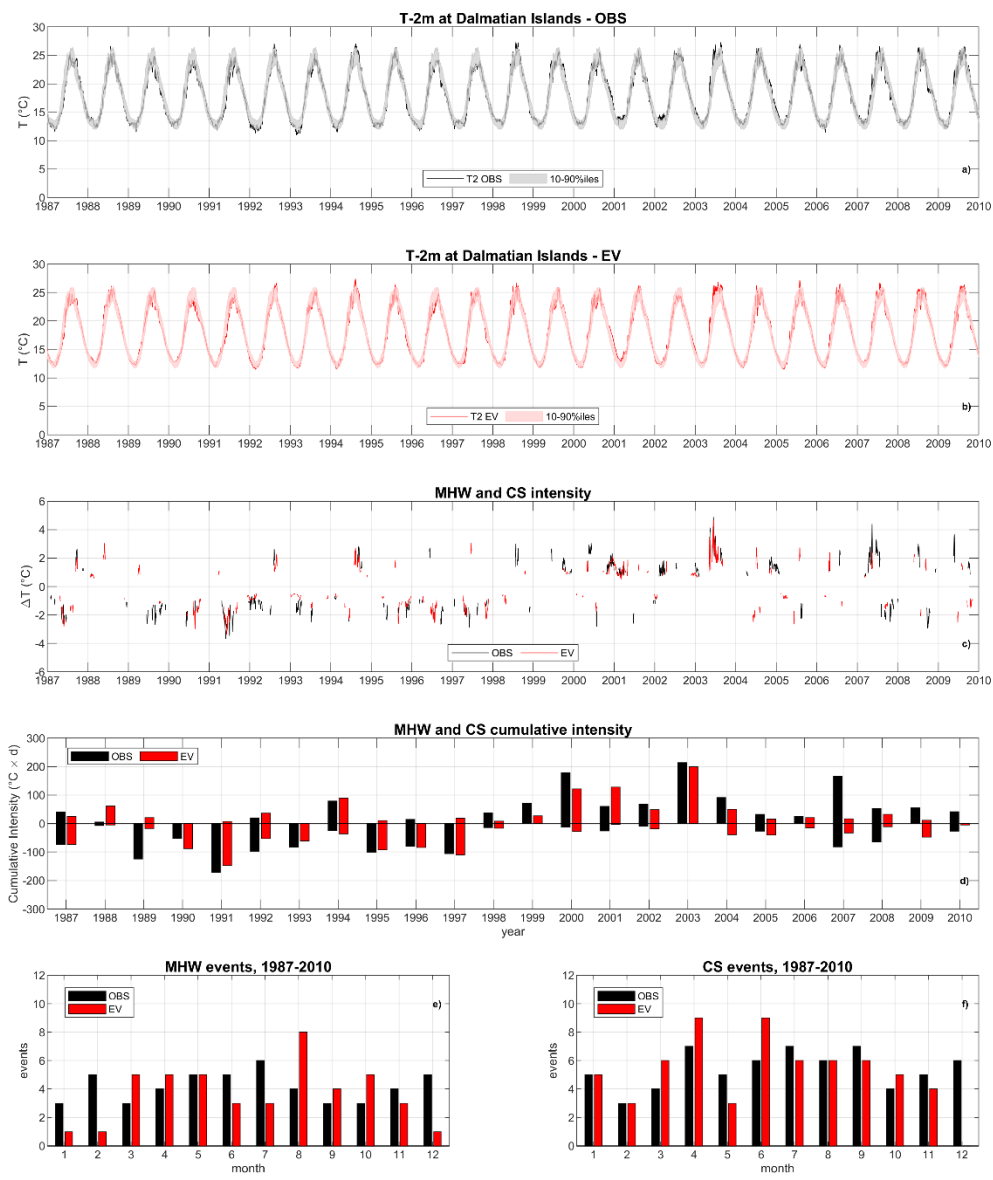 T-2m at Dalmatian Islands - OBS
30
25
20
15
10
5
0
T (°C)
T2 OBS 10-90%iles
a)
1987 1988 1989 1990 1991 1992 1993 1994 1995 1996 1997 1998 1999 2000 2001 2002 2003 2004 2005 2006 2007 2008 2009 2010
T-2m at Dalmatian Islands - EV
30
25
20
15
10
5
0
T (°C)
T2 EV 10-90%iles
b)
1987 1988 1989 1990 1991 1992 1993 1994 1995 1996 1997 1998 1999 2000 2001 2002 2003 2004 2005 2006 2007 2008 2009 2010
MHW and CS intensity
6
4
2
0
-2
-4
-6
ΔT (°C)
OBS EV
c)
1987 1988 1989 1990 1991 1992 1993 1994 1995 1996 1997 1998 1999 2000 2001 2002 2003 2004 2005 2006 2007 2008 2009 2010
MHW and CS cumulative intensity
300
200
100
0
-100
-200
-300
Cumulative Intensity (°C × d)
OBS EV
d)
1987 1988 1989 1990 1991 1992 1993 1994 1995 1996 1997 1998 1999 2000 2001 2002 2003 2004 2005 2006 2007 2008 2009 2010
year
MHW events, 1987-2010
12
10
8
6
4
2
0
events
OBS
EV
e)
1 2 3 4 5 6 7 8 9 10 11 12
month
CS events, 1987-2010
12
10
8
6
4
2
0
events
OBS
EV
f)
1 2 3 4 5 6 7 8 9 10 11 12
month